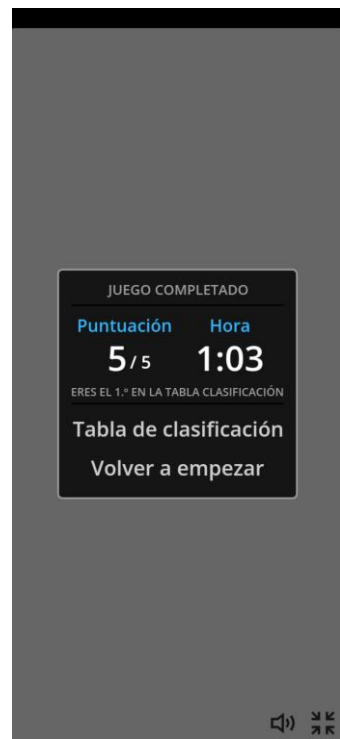 JUEGO COMPLETADO
Puntuación Hora
5 / 5 1:03
ERES EL 1.º EN LA TABLA CLASIFICACIÓN
Tabla de clasificación
Volver a empezar